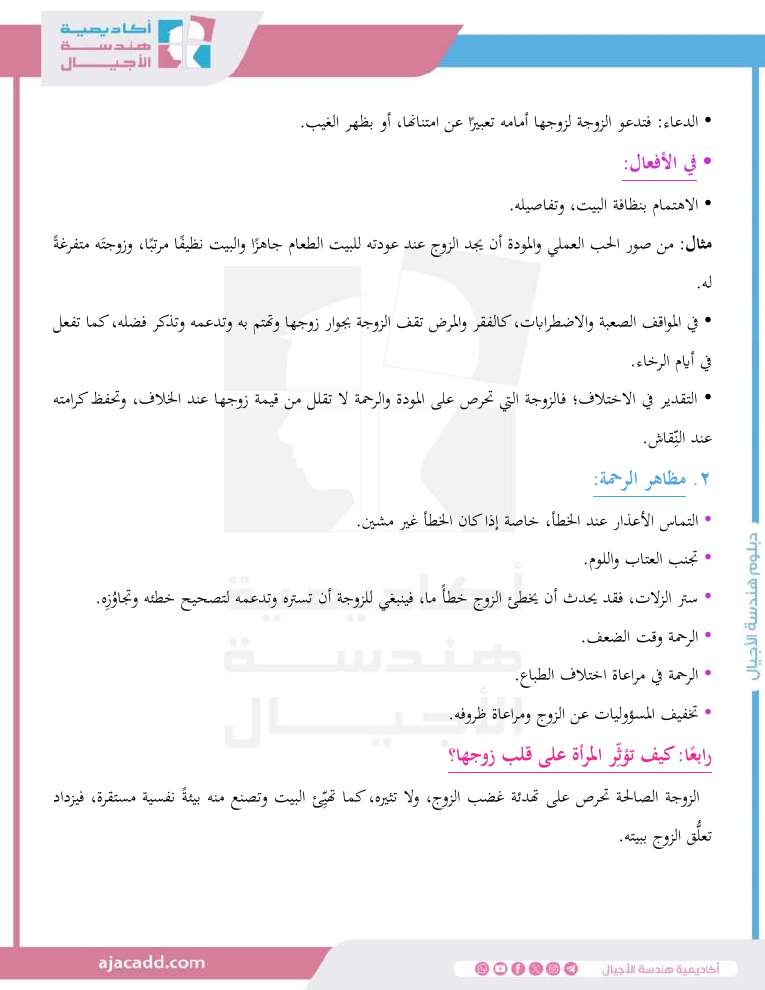 أكاديمية
هندسة
الأجيال
• الدعاء: فتدعو الزوجة لزوجها أمامه تعبيرًا عن امتنانها، أو بظهر الغيب.
• في الأفعال:
• الاهتمام بنظافة البيت، وتفاصيله.
مثال: من صور الحب العملي والمودة أن يجد الزوج عند عودته للبيت الطعام جاهزًا والبيت نظيفًا مرتبًا، وزوجتَه متفرغةً
له.
• في المواقف الصعبة والاضطرابات، كالفقر والمرض تقف الزوجة بجوار زوجها وتهتم به وتدعمه وتذكر فضله، كما تفعل
في أيام الرخاء.
• التقدير في الاختلاف؛ فالزوجة التي تحرص على المودة والرحمة لا تقلل من قيمة زوجها عند الخلاف، وتحفظ كرامته
عند النِّقاش.
٢. مظاهر الرحمة:
• التماس الأعذار عند الخطأ، خاصة إذا كان الخطأ غير مشين.
• تجنب العتاب واللوم.
• ستر الزلات، فقد يحدث أن يخطئ الزوج خطأً ما، فينبغي للزوجة أن تستره وتدعمه لتصحيح خطئه وتجاوُزِه.
• الرحمة وقت الضعف.
• الرحمة في مراعاة اختلاف الطباع.
• تخفيف المسؤوليات عن الزوج ومراعاة ظروفه.
رابعًا: كيف تؤثِّر المرأة على قلب زوجها؟
الزوجة الصالحة تحرص على تهدئة غضب الزوج، ولا تثيره، كما تهيِّئ البيت وتصنع منه بيئةً نفسية مستقرة، فيزداد
تعلُّق الزوج ببيته.
أكاديمية
هندسة
الأجيال
دبلوم هندسة الأجيال
أكاديمية هندسة الأجيال
ajacadd.com